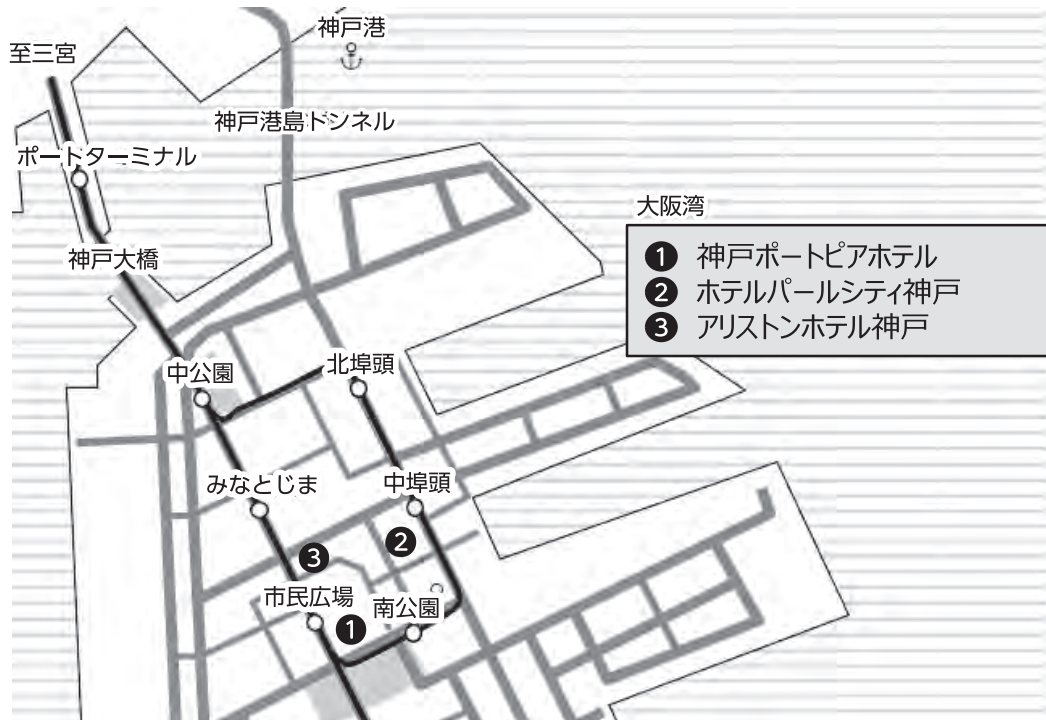 神戸港
至三宮
神戸港島トンネル
ポートターミナル
大阪湾
❶ 神戸ポートピアホテル
❷ ホテルパールシティ神戸
❸ アリストンホテル神戸
神戸大橋
北埠頭
中公園
みなとじま
中埠頭
❷
❸
市民広場
南公園
❶